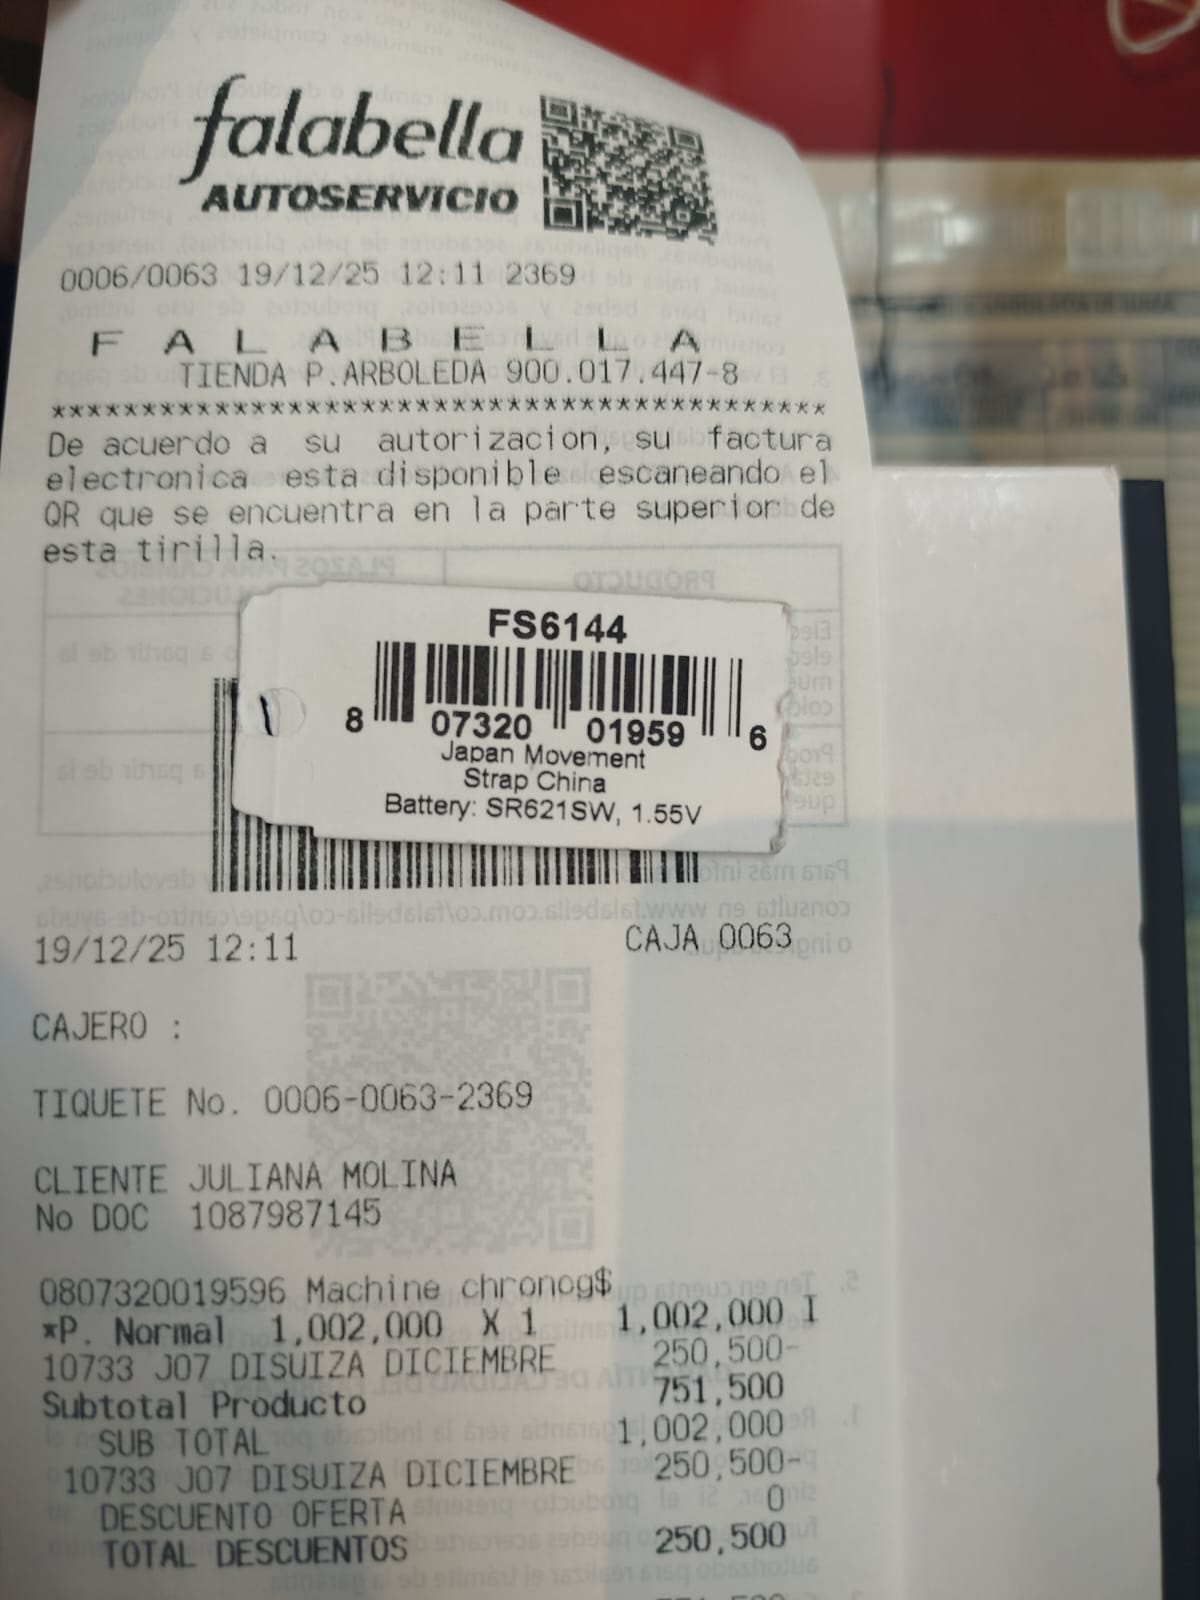 falabella
AUTOSERVICIO
0006/0063 19/12/25 12:11 2369
F A L A B E L L A
TIENDA P.ARBOLEDA 900.017.447-8
******************************************
De acuerdo a su autorizacion, su factura
electronica esta disponible escaneando el
QR que se encuentra en la parte superior de
esta tirilla.
FS6144
8 07320 01959 6
Japan Movement
Strap China
Battery: SR621SW, 1.55V
19/12/25 12:11 CAJA 0063
CAJERO :
TIQUETE No. 0006-0063-2369
CLIENTE JULIANA MOLINA
No DOC 1087987145
0807320019596 Machine chronog$
*P. Normal 1,002,000 X 1 1,002,000 I
10733 J07 DISUIZA DICIEMBRE 250,500-
Subtotal Producto 751,500
SUB TOTAL 1,002,000
10733 J07 DISUIZA DICIEMBRE 250,500-
DESCUENTO OFERTA 0
TOTAL DESCUENTOS 250,500